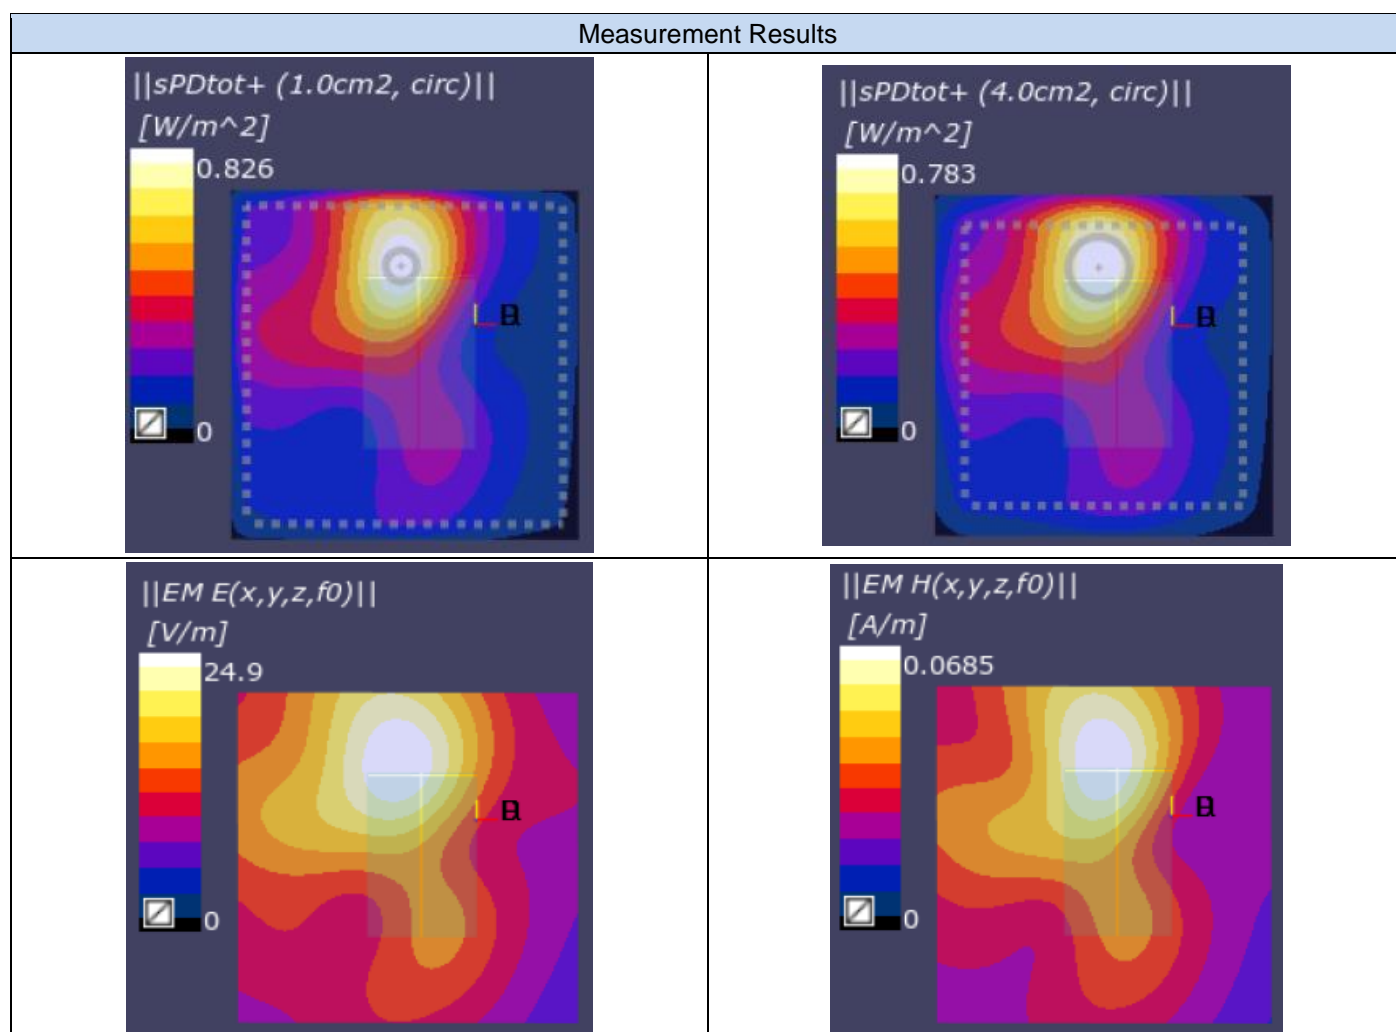 Measurement Results
||sPDtot+ (1.0cm2, circ)||
[W/m^2]
0.826
0
||sPDtot+ (4.0cm2, circ)||
[W/m^2]
0.783
0
||EM E(x,y,z,f0)||
[V/m]
24.9
0
||EM H(x,y,z,f0)||
[A/m]
0.0685
0